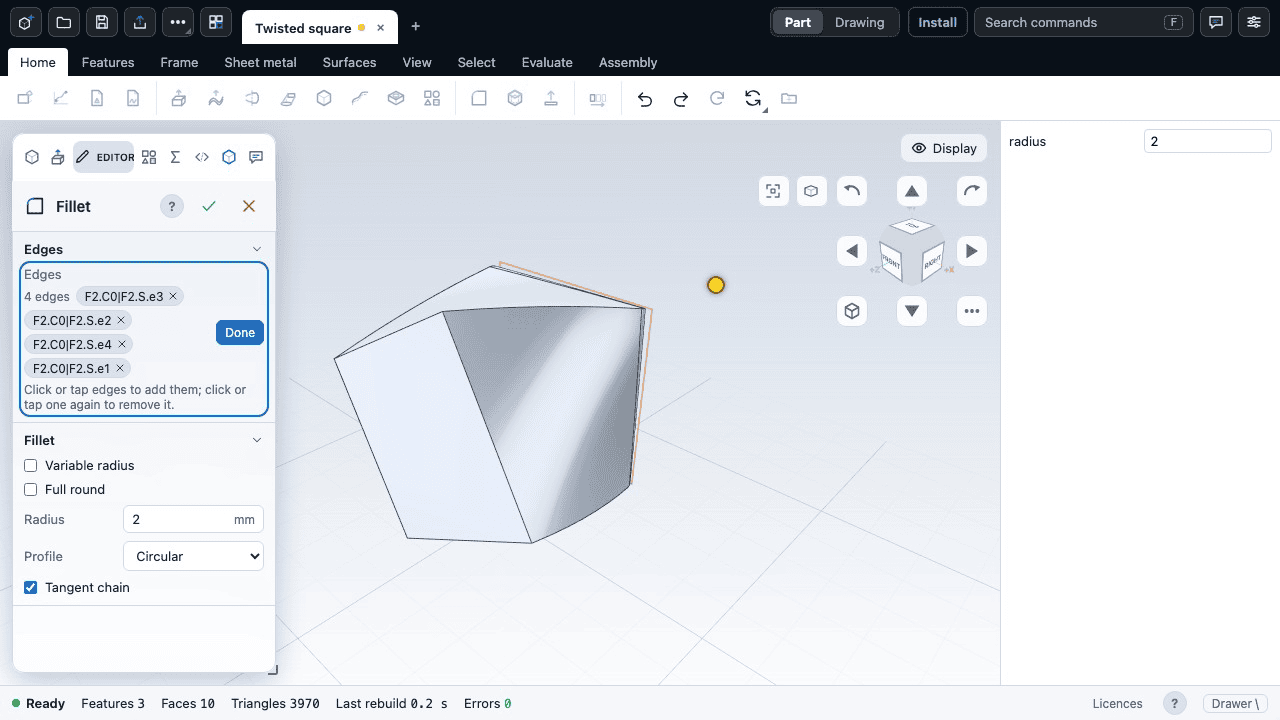 Twisted square
Part
Drawing
Install
Search commands
F
Home
Features
Frame
Sheet metal
Surfaces
View
Select
Evaluate
Assembly
EDITOR
Fillet
?
Edges
Edges
4 edges
F2.C0|F2.S.e3
F2.C0|F2.S.e2
F2.C0|F2.S.e4
F2.C0|F2.S.e1
Done
Click or tap edges to add them; click or
tap one again to remove it.
Fillet
Variable radius
Full round
Radius
2
mm
Profile
Circular
Tangent chain
Display
TOP
FRONT
RIGHT
+Z
+X
radius
2
Ready
Features 3
Faces 10
Triangles 3970
Last rebuild 0.2 s
Errors 0
Licences
?
Drawer \